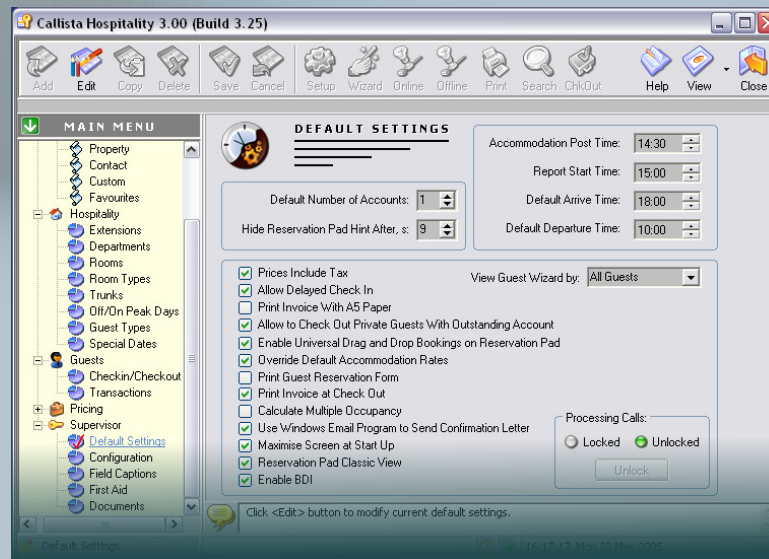 Callista Hospitality 3.00 (Build 3.25)
Add Edit Copy Delete Save Cancel Setup Wizard Online Offline Print Search ChkOut Help View Close
MAIN MENU
Property
Contact
Custom
Favourites
Hospitality
Extensions
Departments
Rooms
Room Types
Trunks
Off/On Peak Days
Guest Types
Special Dates
Guests
Checkin/Checkout
Transactions
Pricing
Supervisor
Default Settings
Configuration
Field Captions
First Aid
Documents
DEFAULT SETTINGS
Default Number of Accounts: 1
Hide Reservation Pad Hint After, s: 9
Accommodation Post Time: 14:30
Report Start Time: 15:00
Default Arrive Time: 18:00
Default Departure Time: 10:00
Prices Include Tax
Allow Delayed Check In
Print Invoice With A5 Paper
Allow to Check Out Private Guests With Outstanding Account
Enable Universal Drag and Drop Bookings on Reservation Pad
Override Default Accommodation Rates
Print Guest Reservation Form
Print Invoice at Check Out
Calculate Multiple Occupancy
Use Windows Email Program to Send Confirmation Letter
Maximise Screen at Start Up
Reservation Pad Classic View
Enable BDI
View Guest Wizard by: All Guests
Processing Calls:
Locked Unlocked
Unlock
Click <Edit> button to modify current default settings.
Default Settings
16:17:17 Mon 23 May 2005